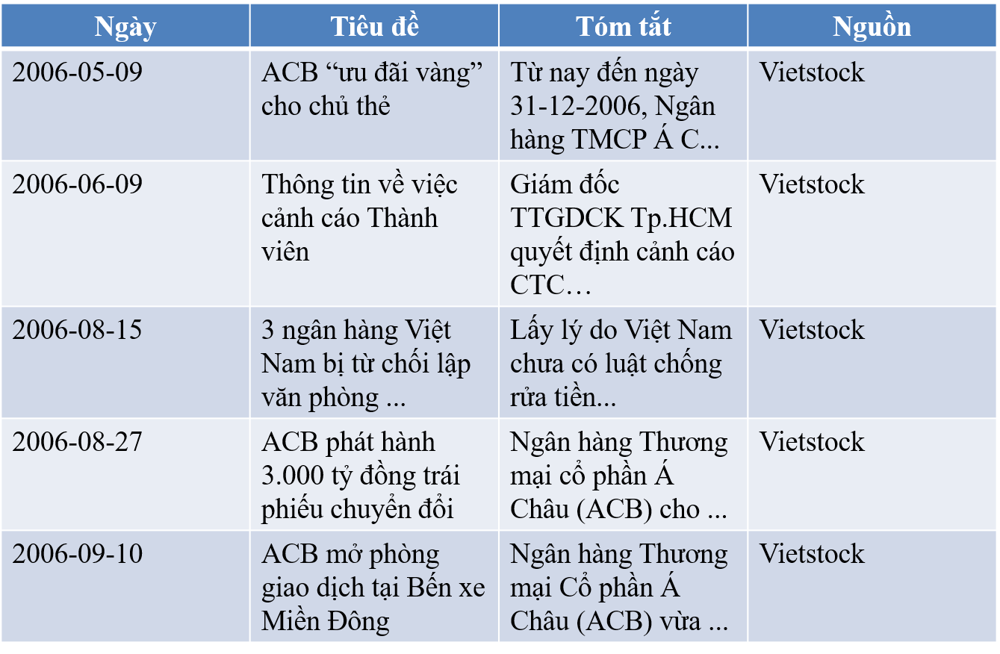 Ngày Tiêu đề Tóm tắt Nguồn
2006-05-09
ACB “ưu đãi vàng”
cho chủ thẻ
Từ nay đến ngày
31-12-2006, Ngân
hàng TMCP Á C...
Vietstock
2006-06-09
Thông tin về việc
cảnh cáo Thành
viên
Giám đốc
TTGDCK Tp.HCM
quyết định cảnh cáo
CTC…
Vietstock
2006-08-15
3 ngân hàng Việt
Nam bị từ chối lập
văn phòng ...
Lấy lý do Việt Nam
chưa có luật chống
rửa tiền...
Vietstock
2006-08-27
ACB phát hành
3.000 tỷ đồng trái
phiếu chuyển đổi
Ngân hàng Thương
mại cổ phần Á
Châu (ACB) cho ...
Vietstock
2006-09-10
ACB mở phòng
giao dịch tại Bến xe
Miền Đông
Ngân hàng Thương
mại Cổ phần Á
Châu (ACB) vừa ...
Vietstock